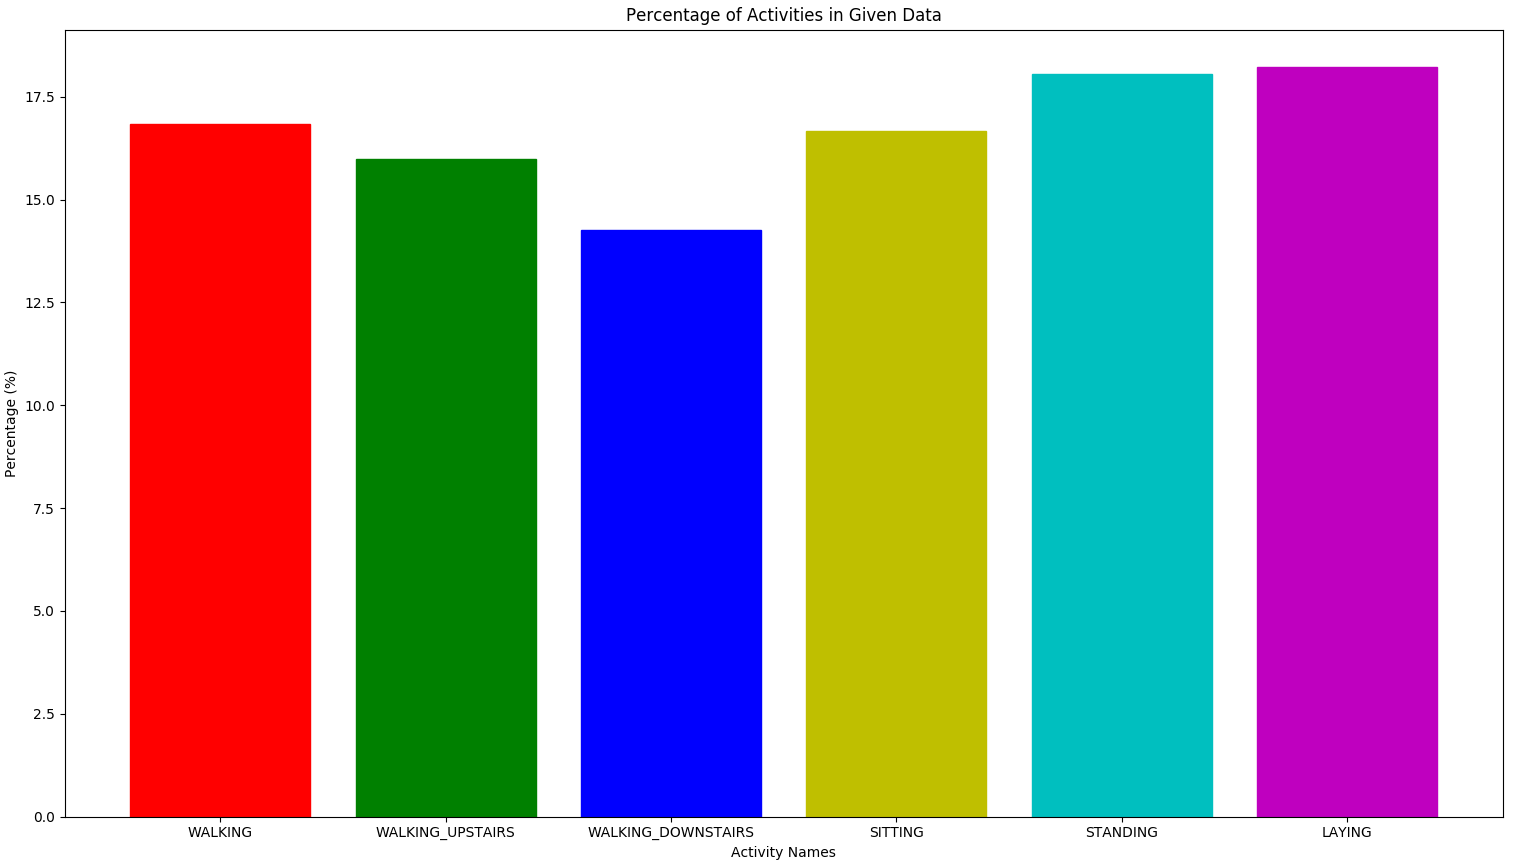 Percentage of Activities in Given Data
Percentage (%)
17.5
15.0
12.5
10.0
7.5
5.0
2.5
0.0
WALKING WALKING_UPSTAIRS WALKING_DOWNSTAIRS SITTING STANDING LAYING
Activity Names